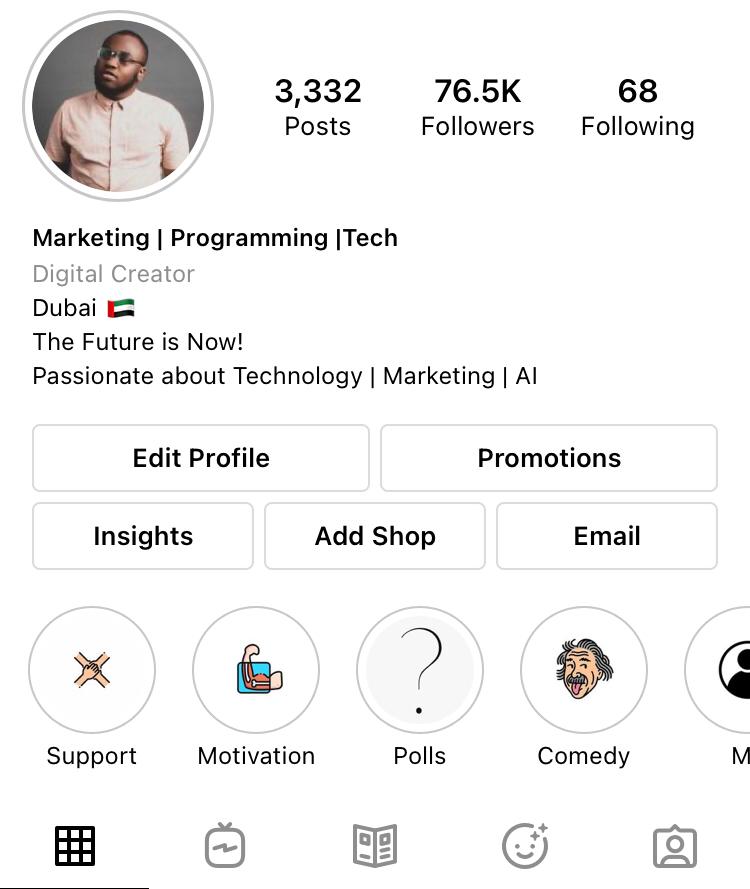 3,332 76.5K 68
Posts Followers Following
Marketing | Programming |Tech
Digital Creator
Dubai 🇦🇪
The Future is Now!
Passionate about Technology | Marketing | AI
Edit Profile Promotions
Insights Add Shop Email
?
Support Motivation Polls Comedy M